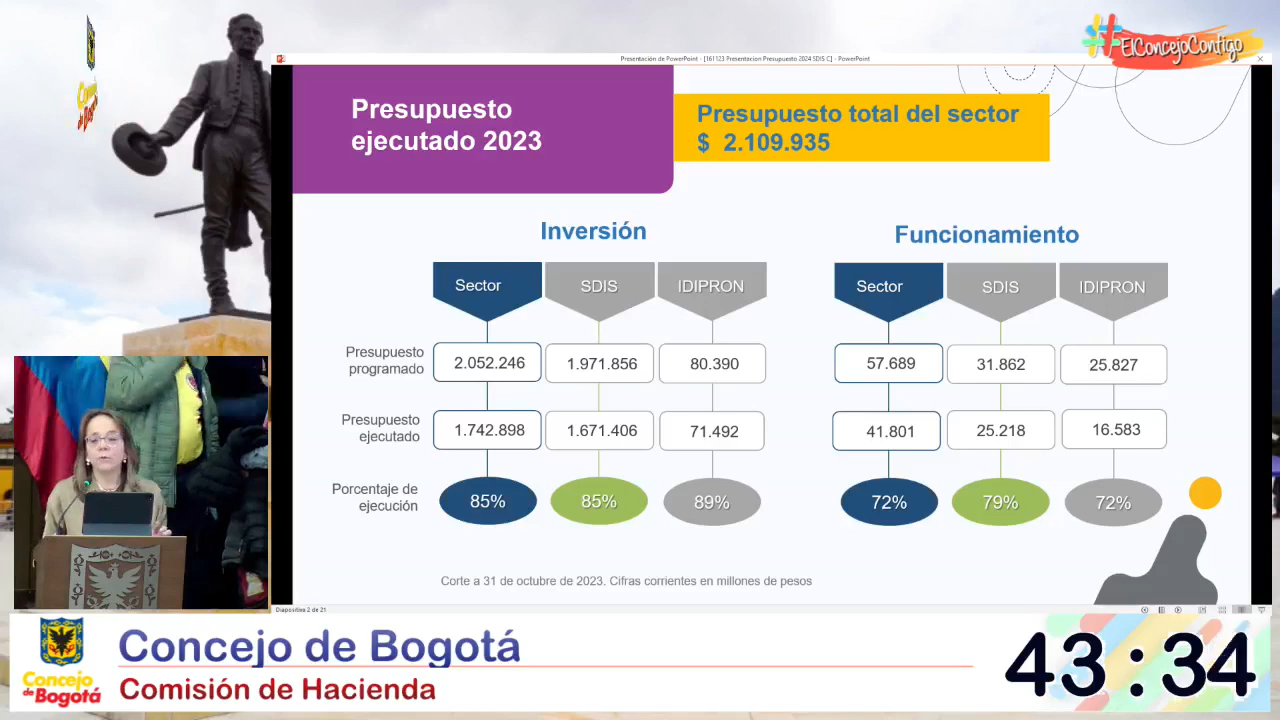 #ElConcejoContigo
Presentación de PowerPoint - [161123 Presentacion Presupuesto 2024 SDIS C] - PowerPoint
Presupuesto
ejecutado 2023
Presupuesto total del sector
$ 2.109.935
Inversión
Funcionamiento
Sector
SDIS
IDIPRON
Sector
SDIS
IDIPRON
Presupuesto
programado
2.052.246
1.971.856
80.390
57.689
31.862
25.827
Presupuesto
ejecutado
1.742.898
1.671.406
71.492
41.801
25.218
16.583
Porcentaje de
ejecución
85%
85%
89%
72%
79%
72%
Corte a 31 de octubre de 2023. Cifras corrientes en millones de pesos
Diapositiva 2 de 21
Concejo de Bogotá
Comisión de Hacienda
Concejo
de Bogotá
43:34